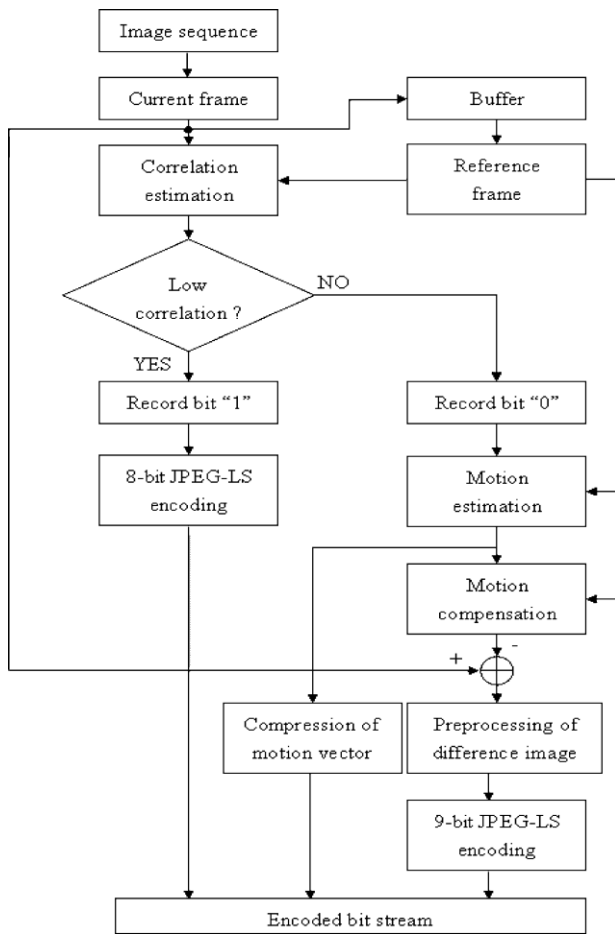 Image sequence
Current frame
Buffer
Correlation
estimation
Reference
frame
Low
correlation ?
NO
YES
Record bit “1”
Record bit “0”
8-bit JPEG-LS
encoding
Motion
estimation
Motion
compensation
+
-
Compression of
motion vector
Preprocessing of
difference image
9-bit JPEG-LS
encoding
Encoded bit stream